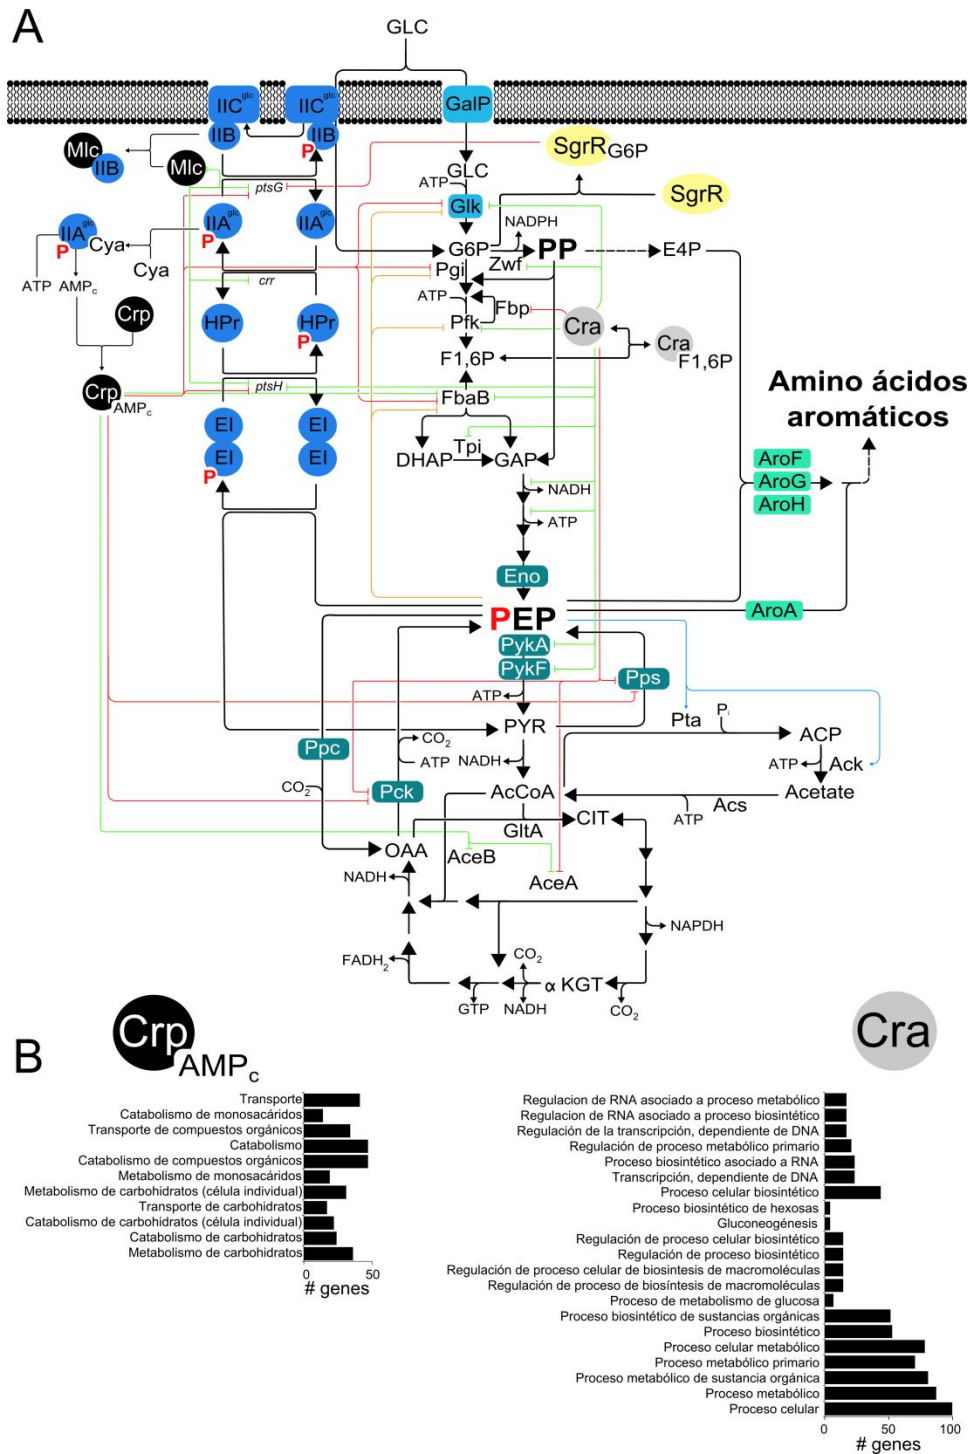 A
GLC
IIC glc
IIC glc
GalP
IIB
IIB
P
Mlc
IIB
Mlc
SgrR
G6P
GLC
ATP
ptsG
SgrR
Glk
NADPH
IIA glc
P
Cya
IIA glc
P
IIA glc
G6P
Zwf
PP
E4P
Cya
Pgi
ATP
AMPc
crr
ATP
Fbp
Crp
HPr
HPr
P
Pfk
Cra
Cra
F1,6P
F1,6P
Amino ácidos
aromáticos
Crp
AMPc
ptsH
FbaB
EI
EI
P
EI
EI
DHAP
Tpi
GAP
AroF
AroG
AroH
NADH
ATP
Eno
PEP
AroA
PykA
PykF
Pps
ATP
PYR
Pta
Pi
ACP
Ppc
CO2
ATP
NADH
ATP
Ack
CO2
Pck
AcCoA
Acetate
Acs
ATP
GltA
CIT
OAA
AceB
NADH
AceA
NAPDH
FADH2
CO2
α KGT
GTP
NADH
CO2
B
Crp
AMPc
Transporte
Catabolismo de monosacáridos
Transporte de compuestos orgánicos
Catabolismo
Catabolismo de compuestos orgánicos
Metabolismo de monosacáridos
Metabolismo de carbohidratos (célula individual)
Transporte de carbohidratos
Catabolismo de carbohidratos (célula individual)
Catabolismo de carbohidratos
Metabolismo de carbohidratos
0 50
# genes
Cra
Regulacion de RNA asociado a proceso metabólico
Regulacion de RNA asociado a proceso biosintético
Regulación de la transcripción, dependiente de DNA
Regulación de proceso metabólico primario
Proceso biosintético asociado a RNA
Transcripción, dependiente de DNA
Proceso celular biosintético
Proceso biosintético de hexosas
Gluconeogénesis
Regulación de proceso celular biosintético
Regulación de proceso biosintético
Regulación de proceso celular de biosintesis de macromoléculas
Regulación de proceso de biosíntesis de macromoléculas
Proceso de metabolismo de glucosa
Proceso biosintético de sustancias orgánicas
Proceso biosintético
Proceso celular metabólico
Proceso metabólico primario
Proceso metabólico de sustancia orgánica
Proceso metabólico
Proceso celular
0 50 100
# genes